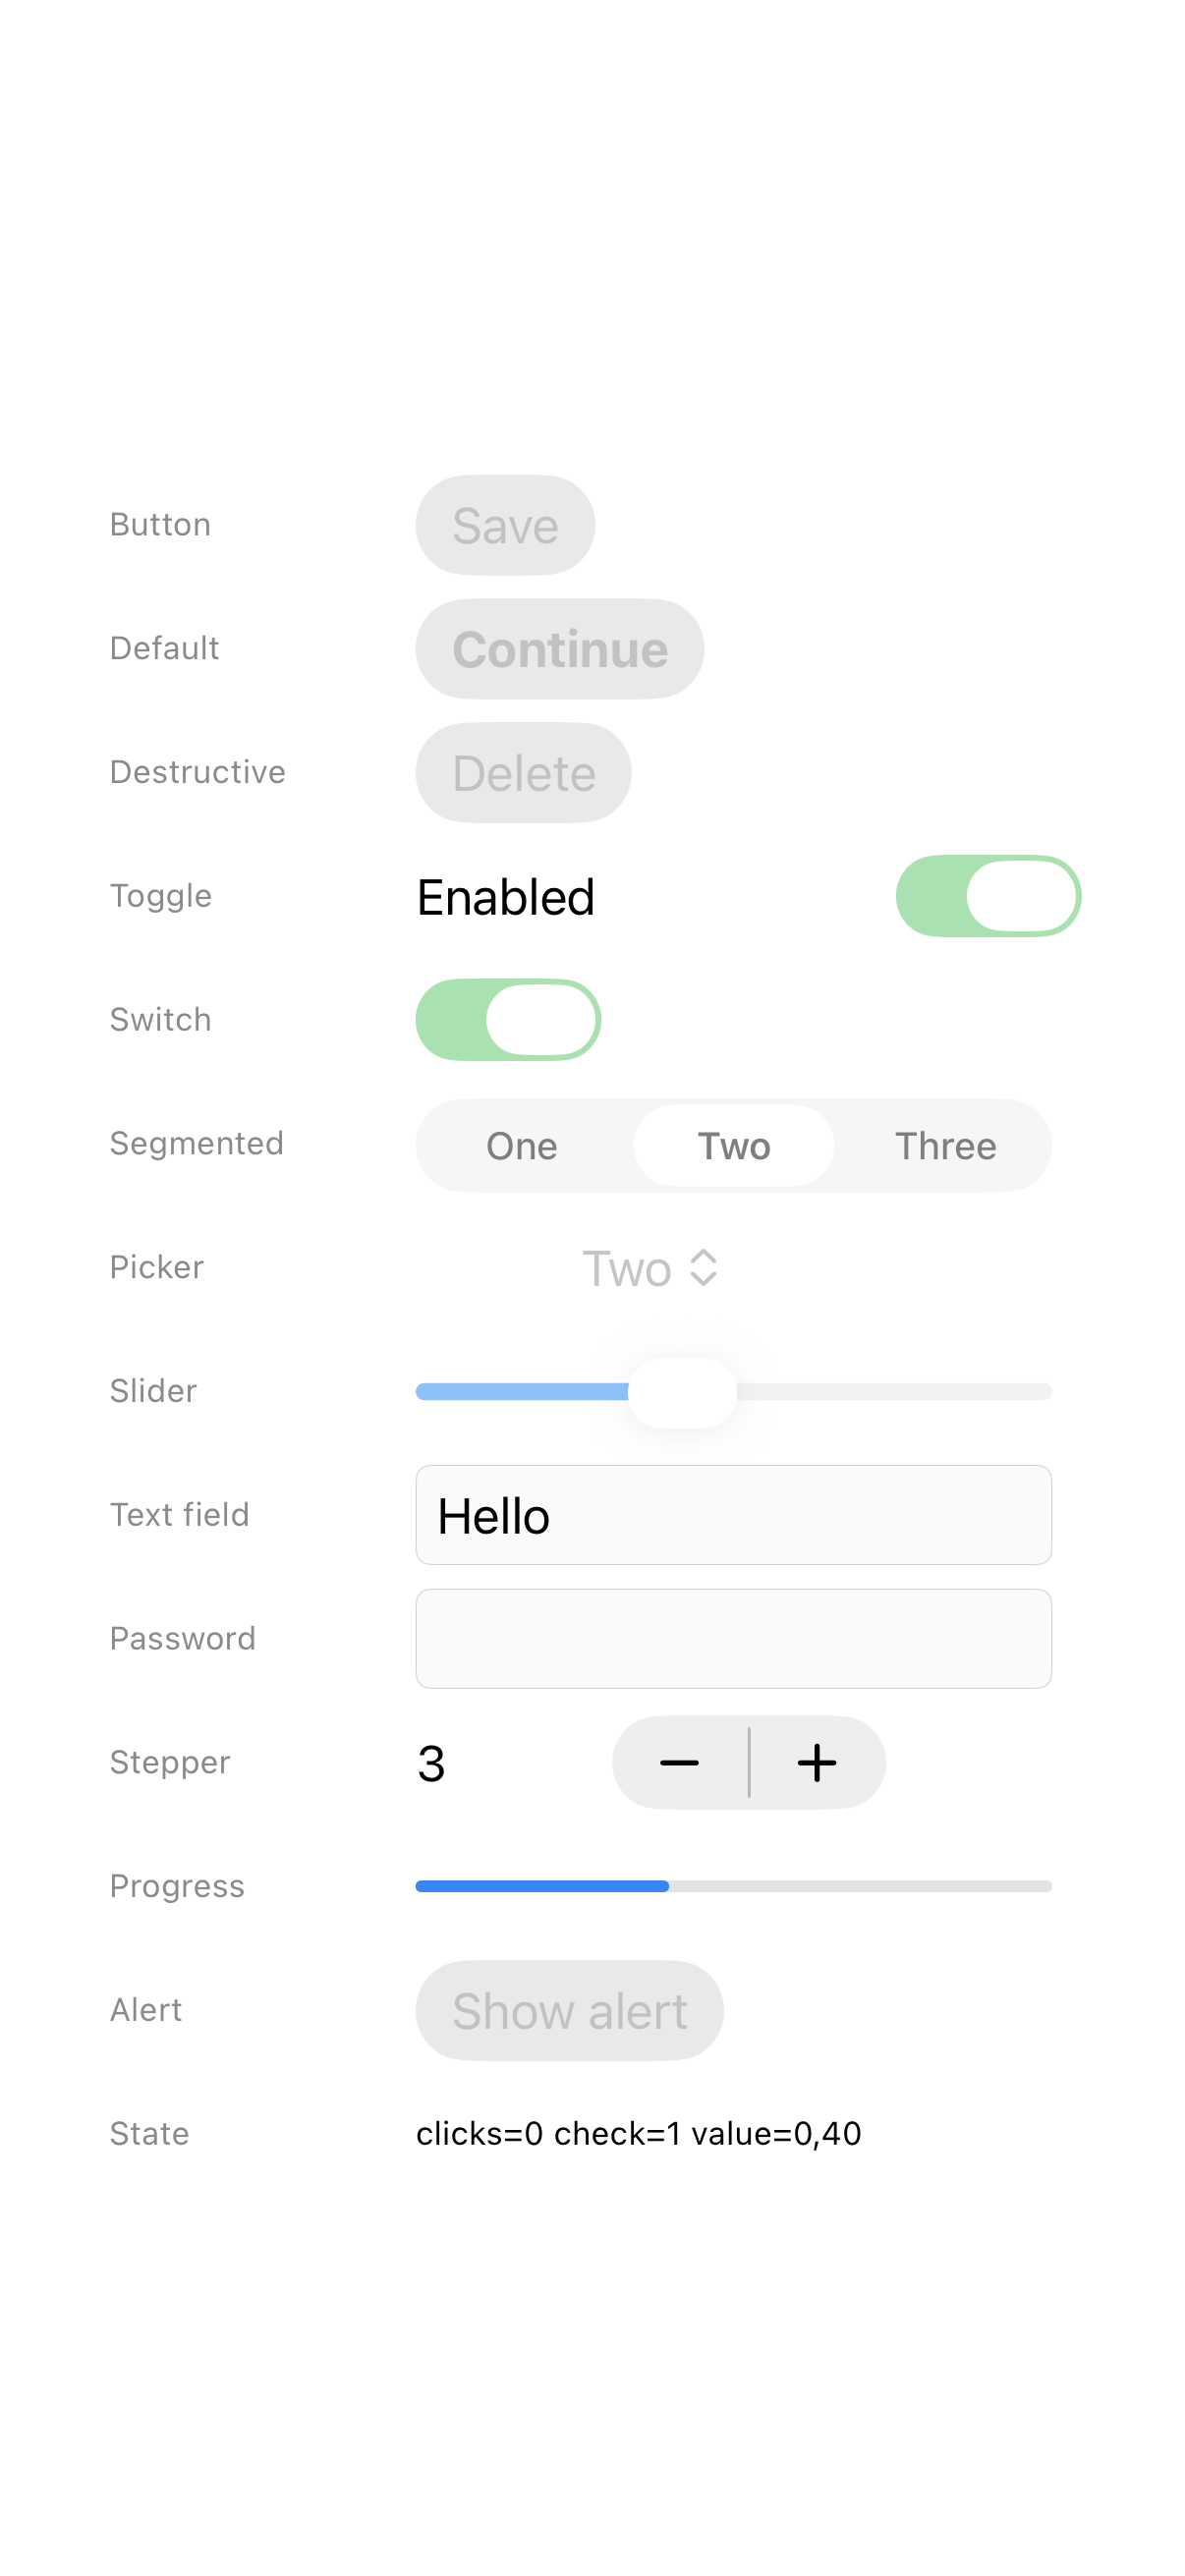 Button
Save
Default
Continue
Destructive
Delete
Toggle
Enabled
Switch
Segmented
One Two Three
Picker
Two
Slider
Text field
Hello
Password
Stepper
3
Progress
Alert
Show alert
State
clicks=0 check=1 value=0,40